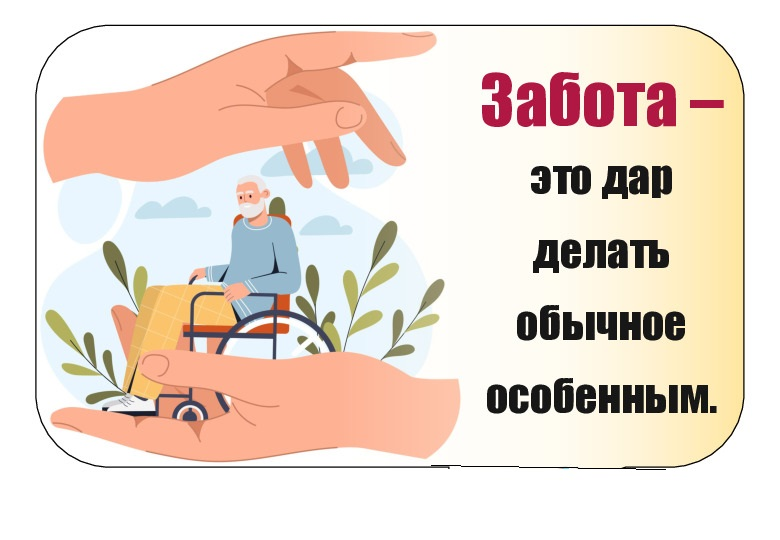 Забота –
это дар
делать
обычное
особенным.